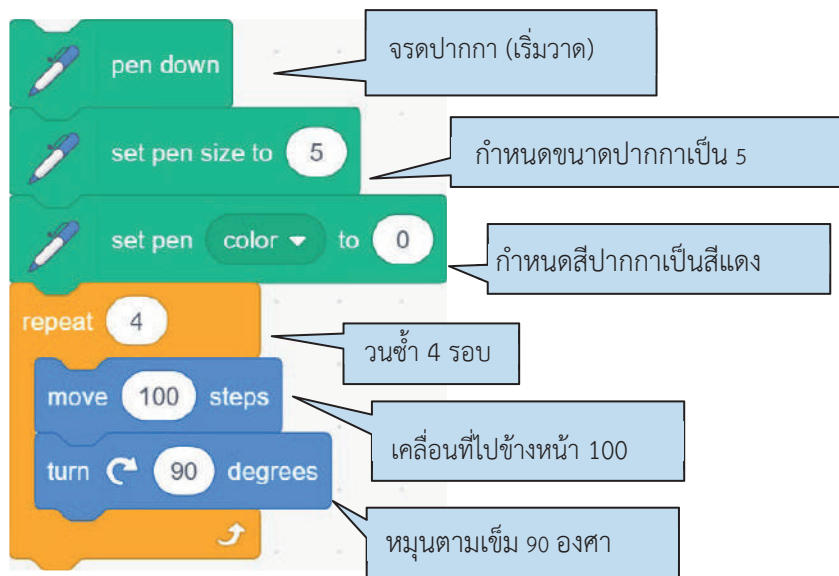 pen down
จรดปากกา (เริ่มวาด)
set pen size to 5
กำหนดขนาดปากกาเป็น 5
set pen color to 0
กำหนดสีปากกาเป็นสีแดง
repeat 4
วนซ้ำ 4 รอบ
move 100 steps
เคลื่อนที่ไปข้างหน้า 100
turn 90 degrees
หมุนตามเข็ม 90 องศา